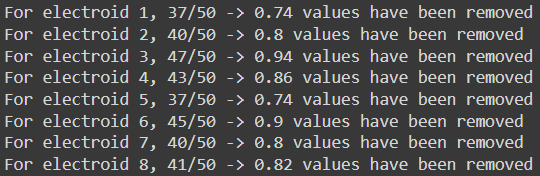 For electroid 1, 37/50 -> 0.74 values have been removed
For electroid 2, 40/50 -> 0.8 values have been removed
For electroid 3, 47/50 -> 0.94 values have been removed
For electroid 4, 43/50 -> 0.86 values have been removed
For electroid 5, 37/50 -> 0.74 values have been removed
For electroid 6, 45/50 -> 0.9 values have been removed
For electroid 7, 40/50 -> 0.8 values have been removed
For electroid 8, 41/50 -> 0.82 values have been removed